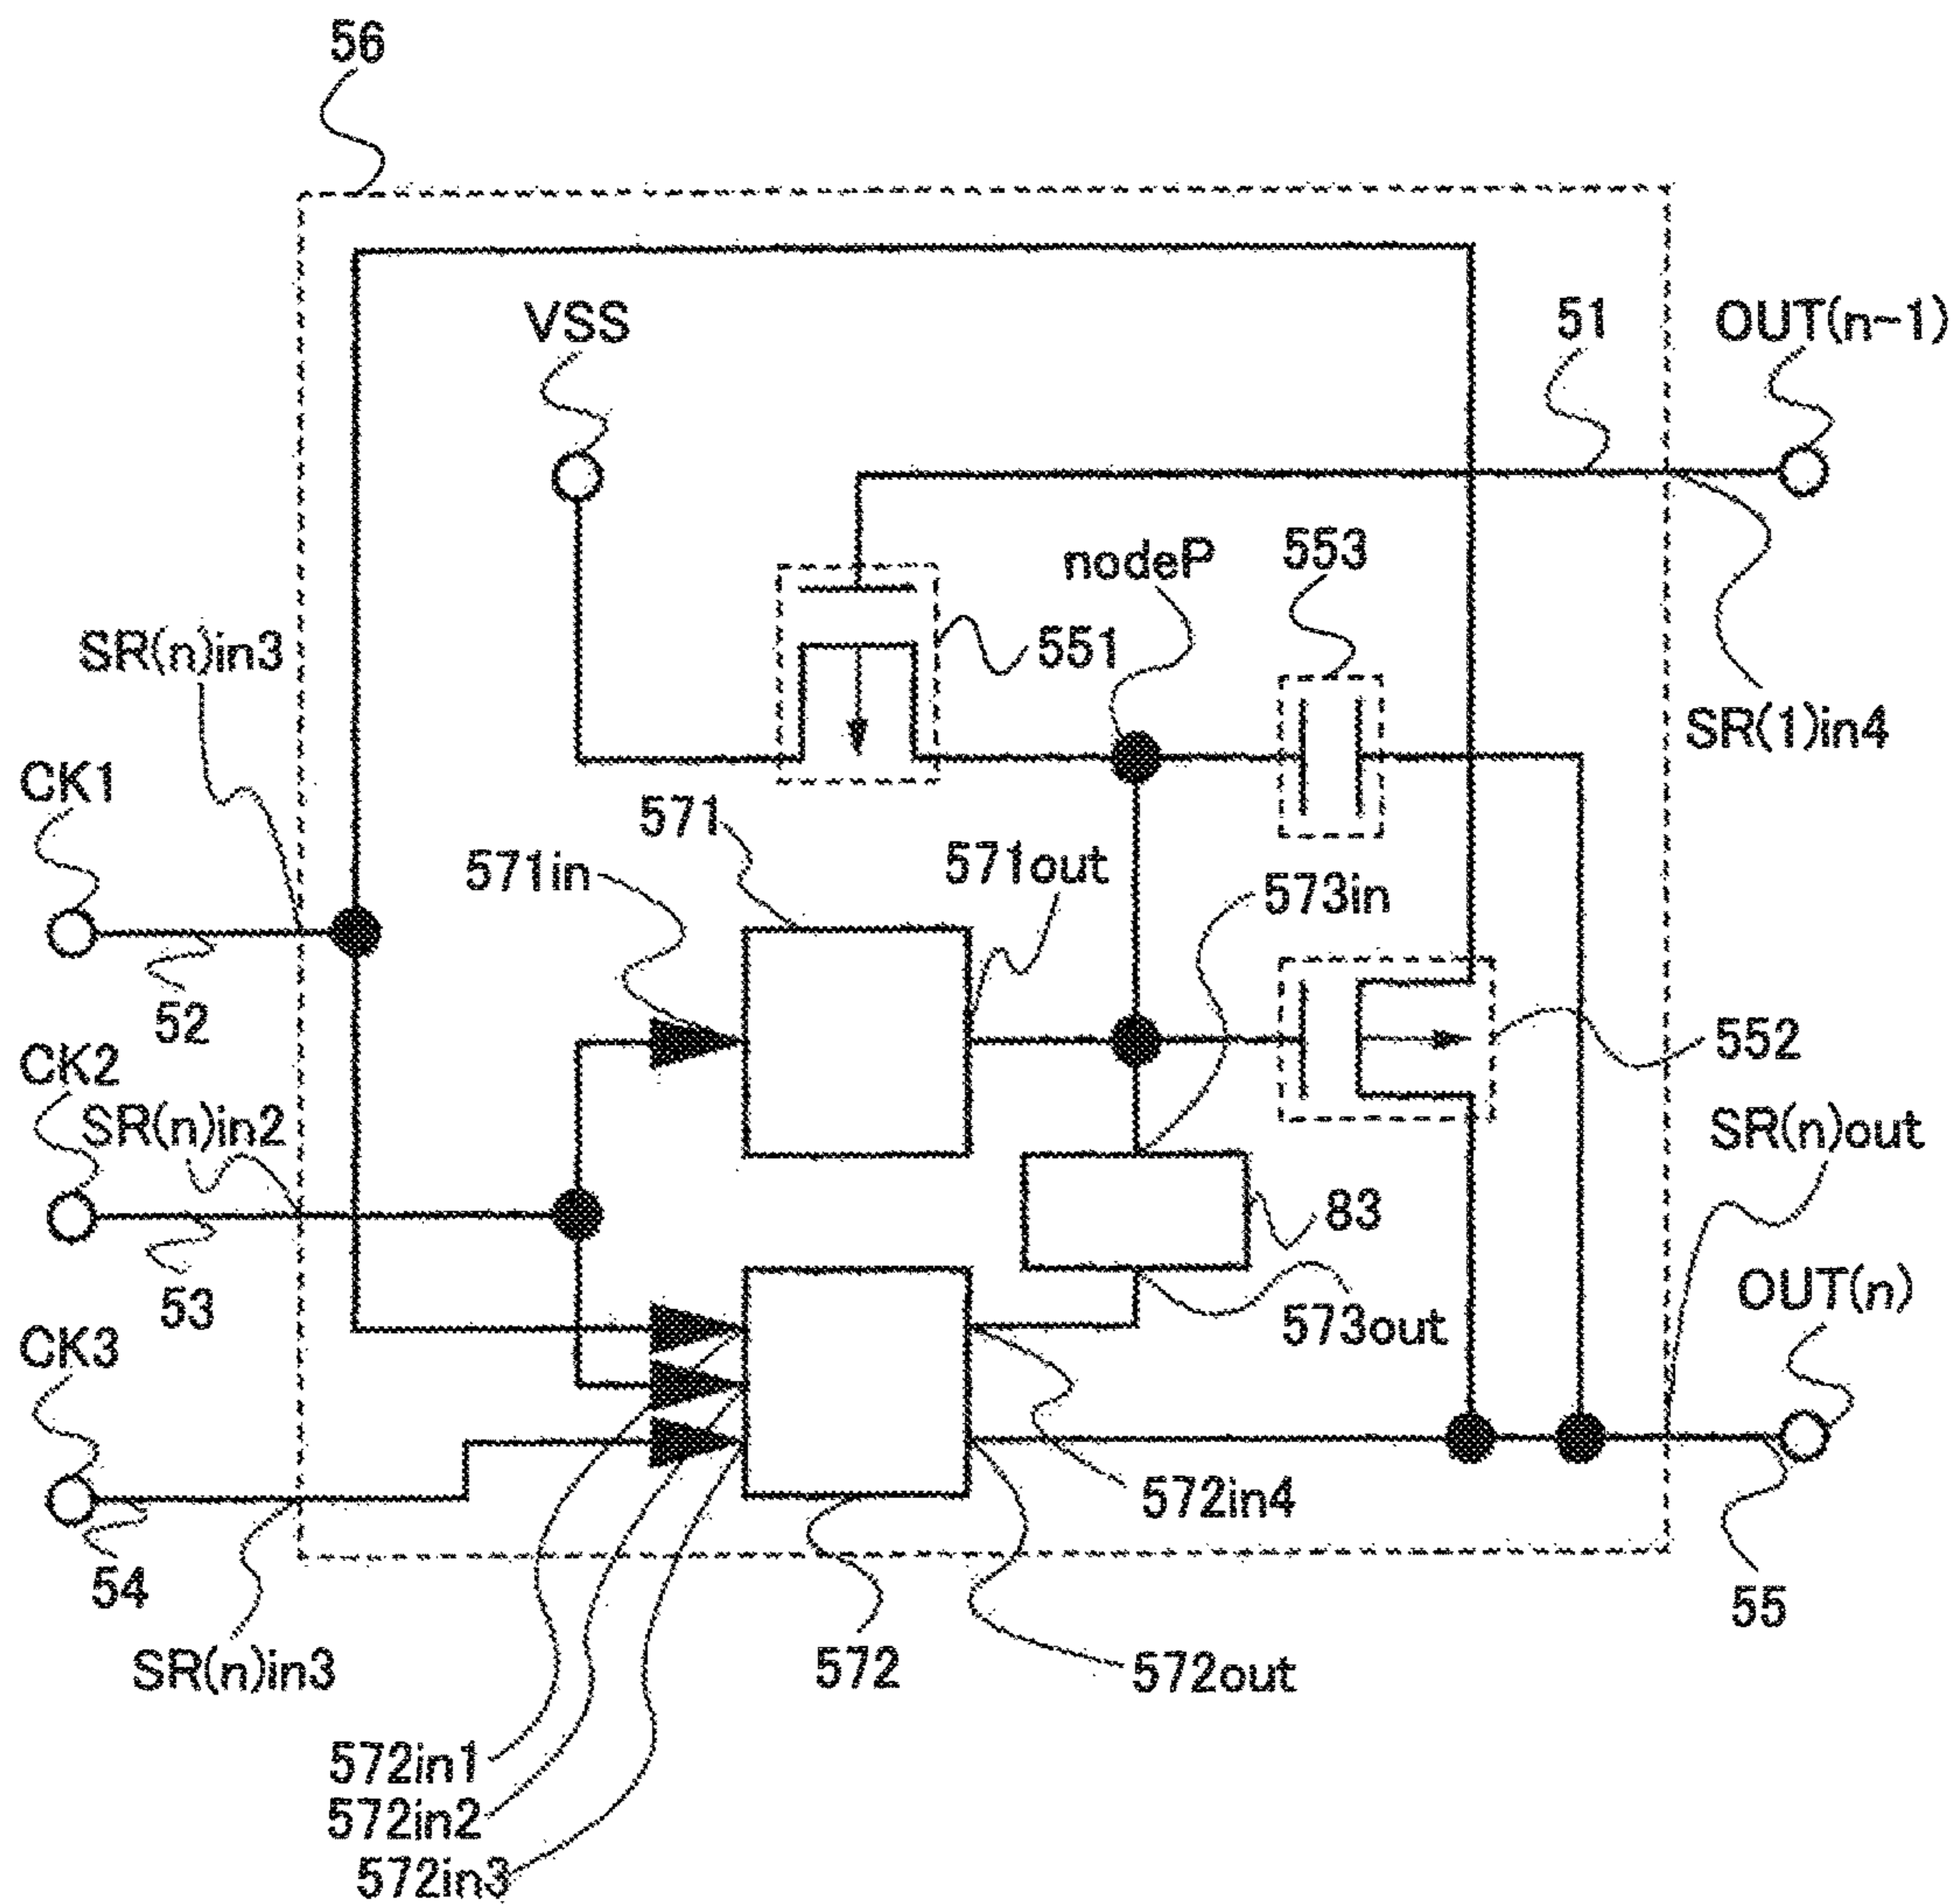 56
VSS
51
OUT(n-1)
nodeP
553
SR(n)in3
551
SR(1)in4
CK1
571
571in
571out
573in
52
552
CK2
SR(n)in2
SR(n)out
83
53
OUT(n)
573out
CK3
572in4
54
55
SR(n)in3
572
572out
572in1
572in2
572in3